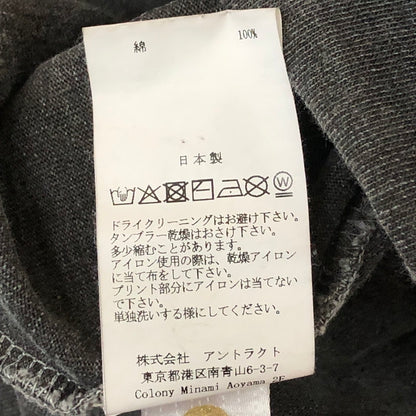 綿 100%
日本製
W
ドライクリーニングはお避け下さい。
タンブラー乾燥はおさけ下さい。
多少縮むことがあります。
アイロン使用の際は、乾燥アイロン
に当て布をして下さい。
プリント部分にアイロンは当てない
で下さい。
単独洗いする様にしてください。
株式会社 アントラクト
東京都港区南青山6-3-7
Colony Minami Aoyama 2F